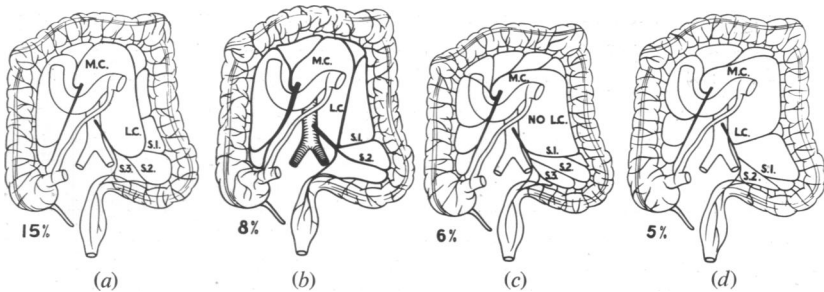 M.C.
L.C.
S.1.
S.3. S.2.
15%
(a)
M.C.
L.C.
S.1.
S.2.
8%
(b)
M.C.
NO L.C.
S.1.
S.2.
S.3.
6%
(c)
M.C.
L.C.
S.1.
S.2.
5%
(d)